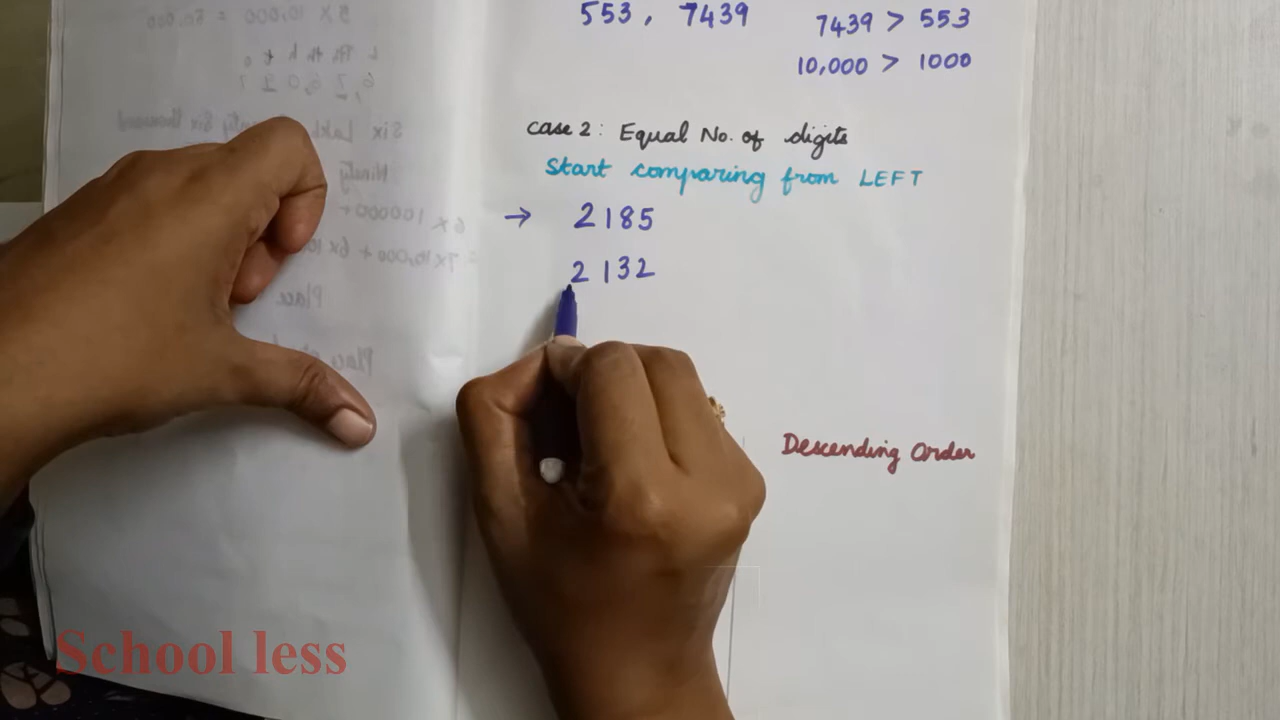 553, 7439
7439 > 553
10,000 > 1000
Case 2: Equal No. of digits
Start comparing from LEFT
→ 2185
2132
Descending Order
School less